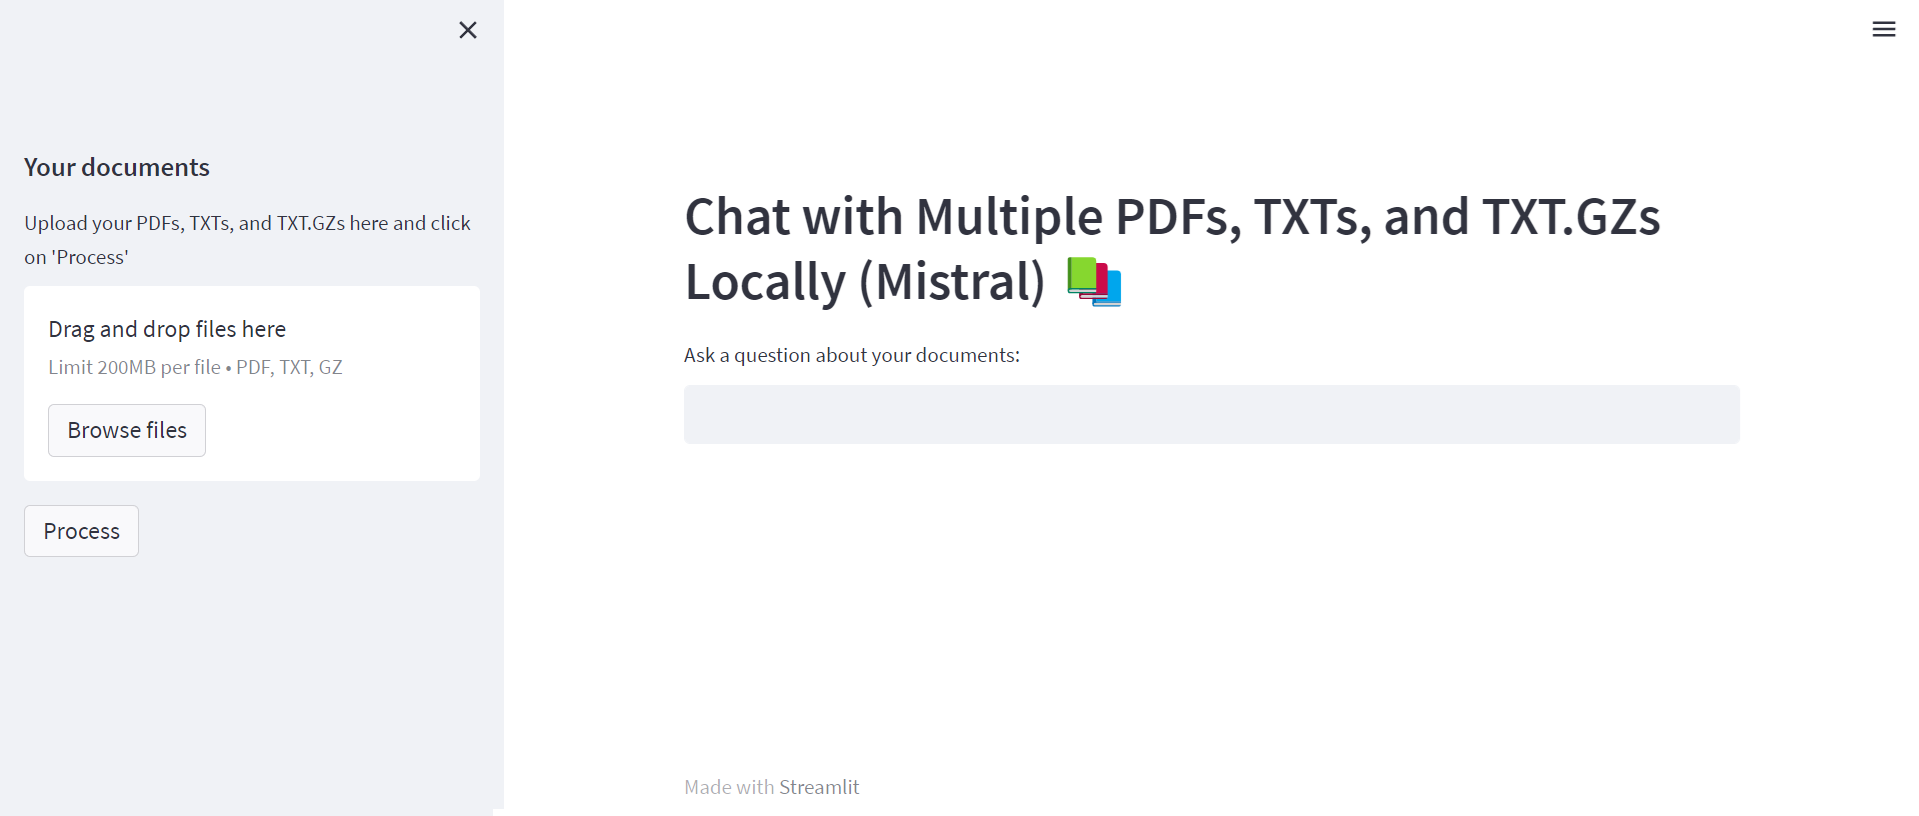 Your documents
Upload your PDFs, TXTs, and TXT.GZs here and click
on 'Process'
Drag and drop files here
Limit 200MB per file • PDF, TXT, GZ
Browse files
Process
Chat with Multiple PDFs, TXTs, and TXT.GZs
Locally (Mistral) 📚
Ask a question about your documents:
Made with Streamlit